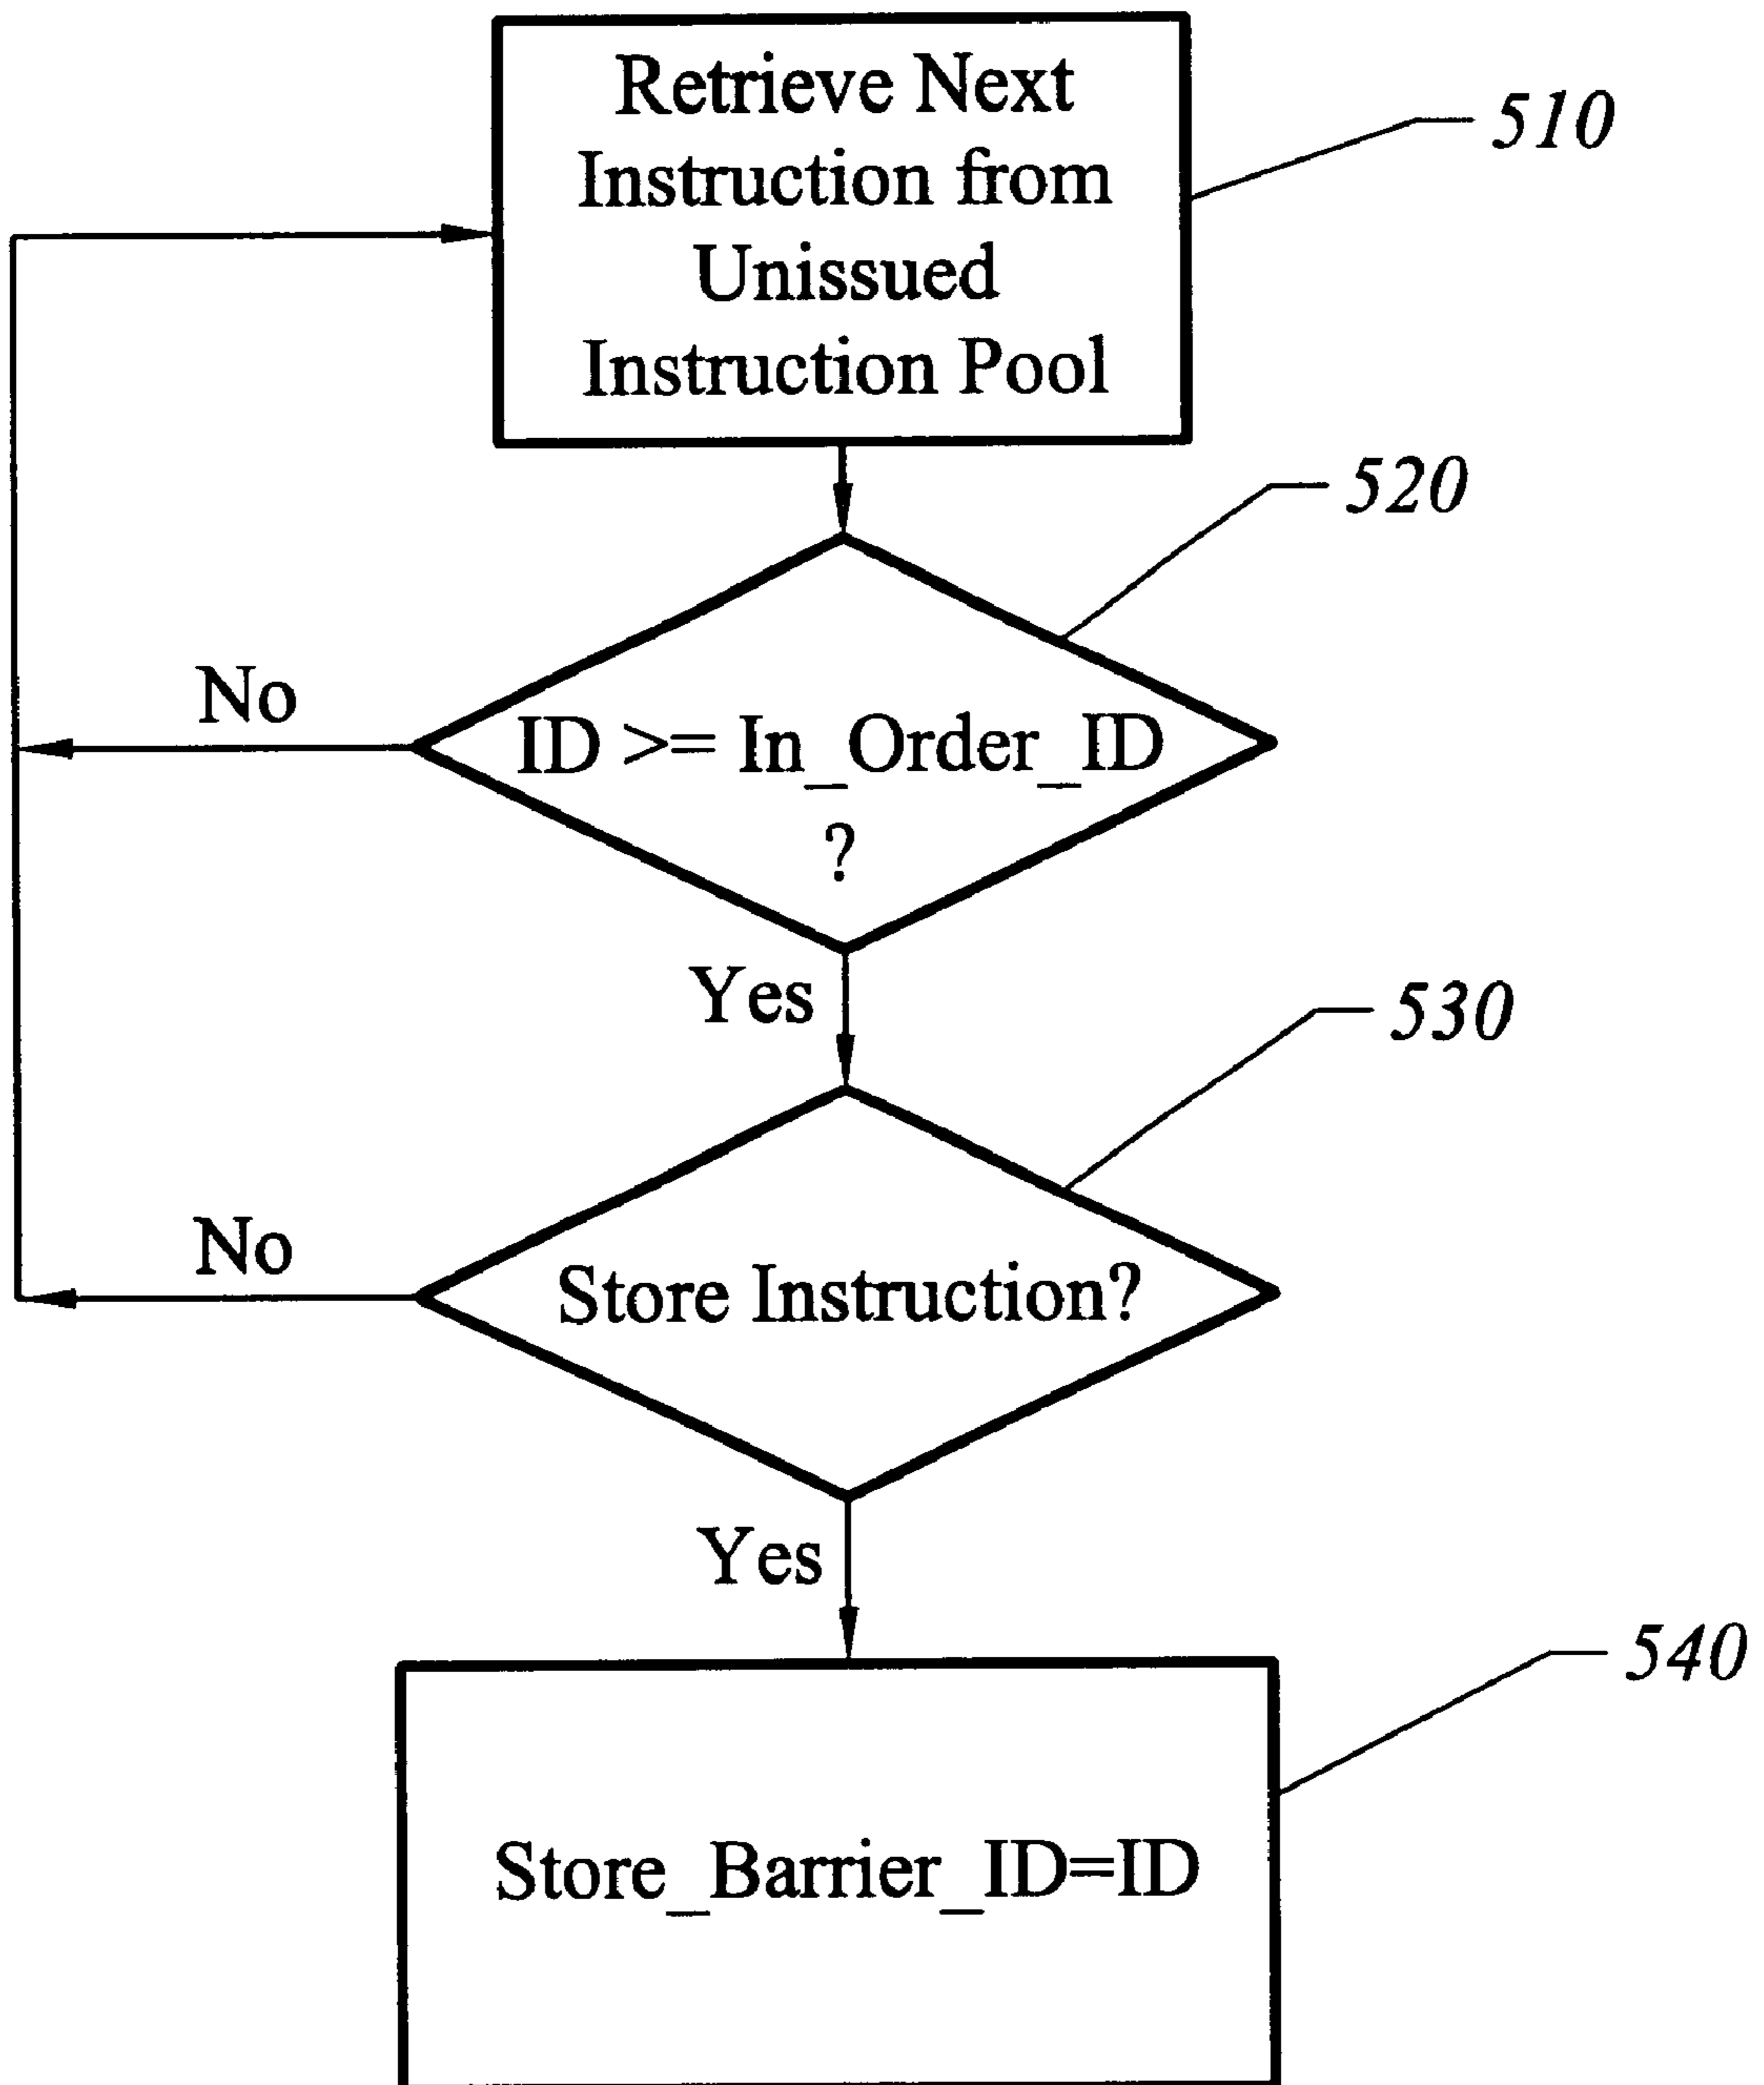 Retrieve Next
Instruction from
Unissued
Instruction Pool
510
520
No
ID >= In_Order_ID
?
Yes
530
No
Store Instruction?
Yes
540
Store_Barrier_ID=ID